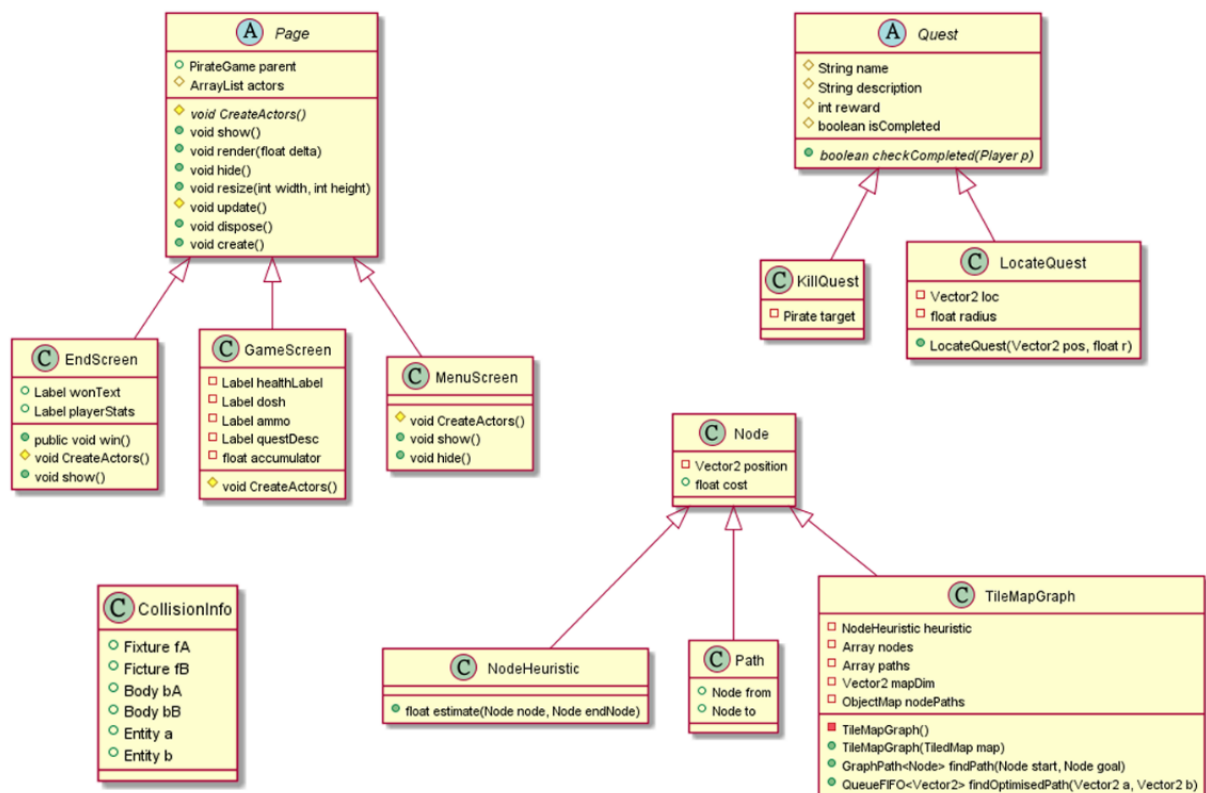 A Page
PirateGame parent
ArrayList actors
void CreateActors()
void show()
void render(float delta)
void hide()
void resize(int width, int height)
void update()
void dispose()
void create()
A Quest
String name
String description
int reward
boolean isCompleted
boolean checkCompleted(Player p)
C KillQuest
Pirate target
C LocateQuest
Vector2 loc
float radius
LocateQuest(Vector2 pos, float r)
C EndScreen
Label wonText
Label playerStats
public void win()
void CreateActors()
void show()
C GameScreen
Label healthLabel
Label dosh
Label ammo
Label questDesc
float accumulator
void CreateActors()
C MenuScreen
void CreateActors()
void show()
void hide()
C Node
Vector2 position
float cost
C CollisionInfo
Fixture fA
Ficture fB
Body bA
Body bB
Entity a
Entity b
C NodeHeuristic
float estimate(Node node, Node endNode)
C Path
Node from
Node to
C TileMapGraph
NodeHeuristic heuristic
Array nodes
Array paths
Vector2 mapDim
ObjectMap nodePaths
TileMapGraph()
TileMapGraph(TiledMap map)
GraphPath<Node> findPath(Node start, Node goal)
QueueFIFO<Vector2> findOptimisedPath(Vector2 a, Vector2 b)